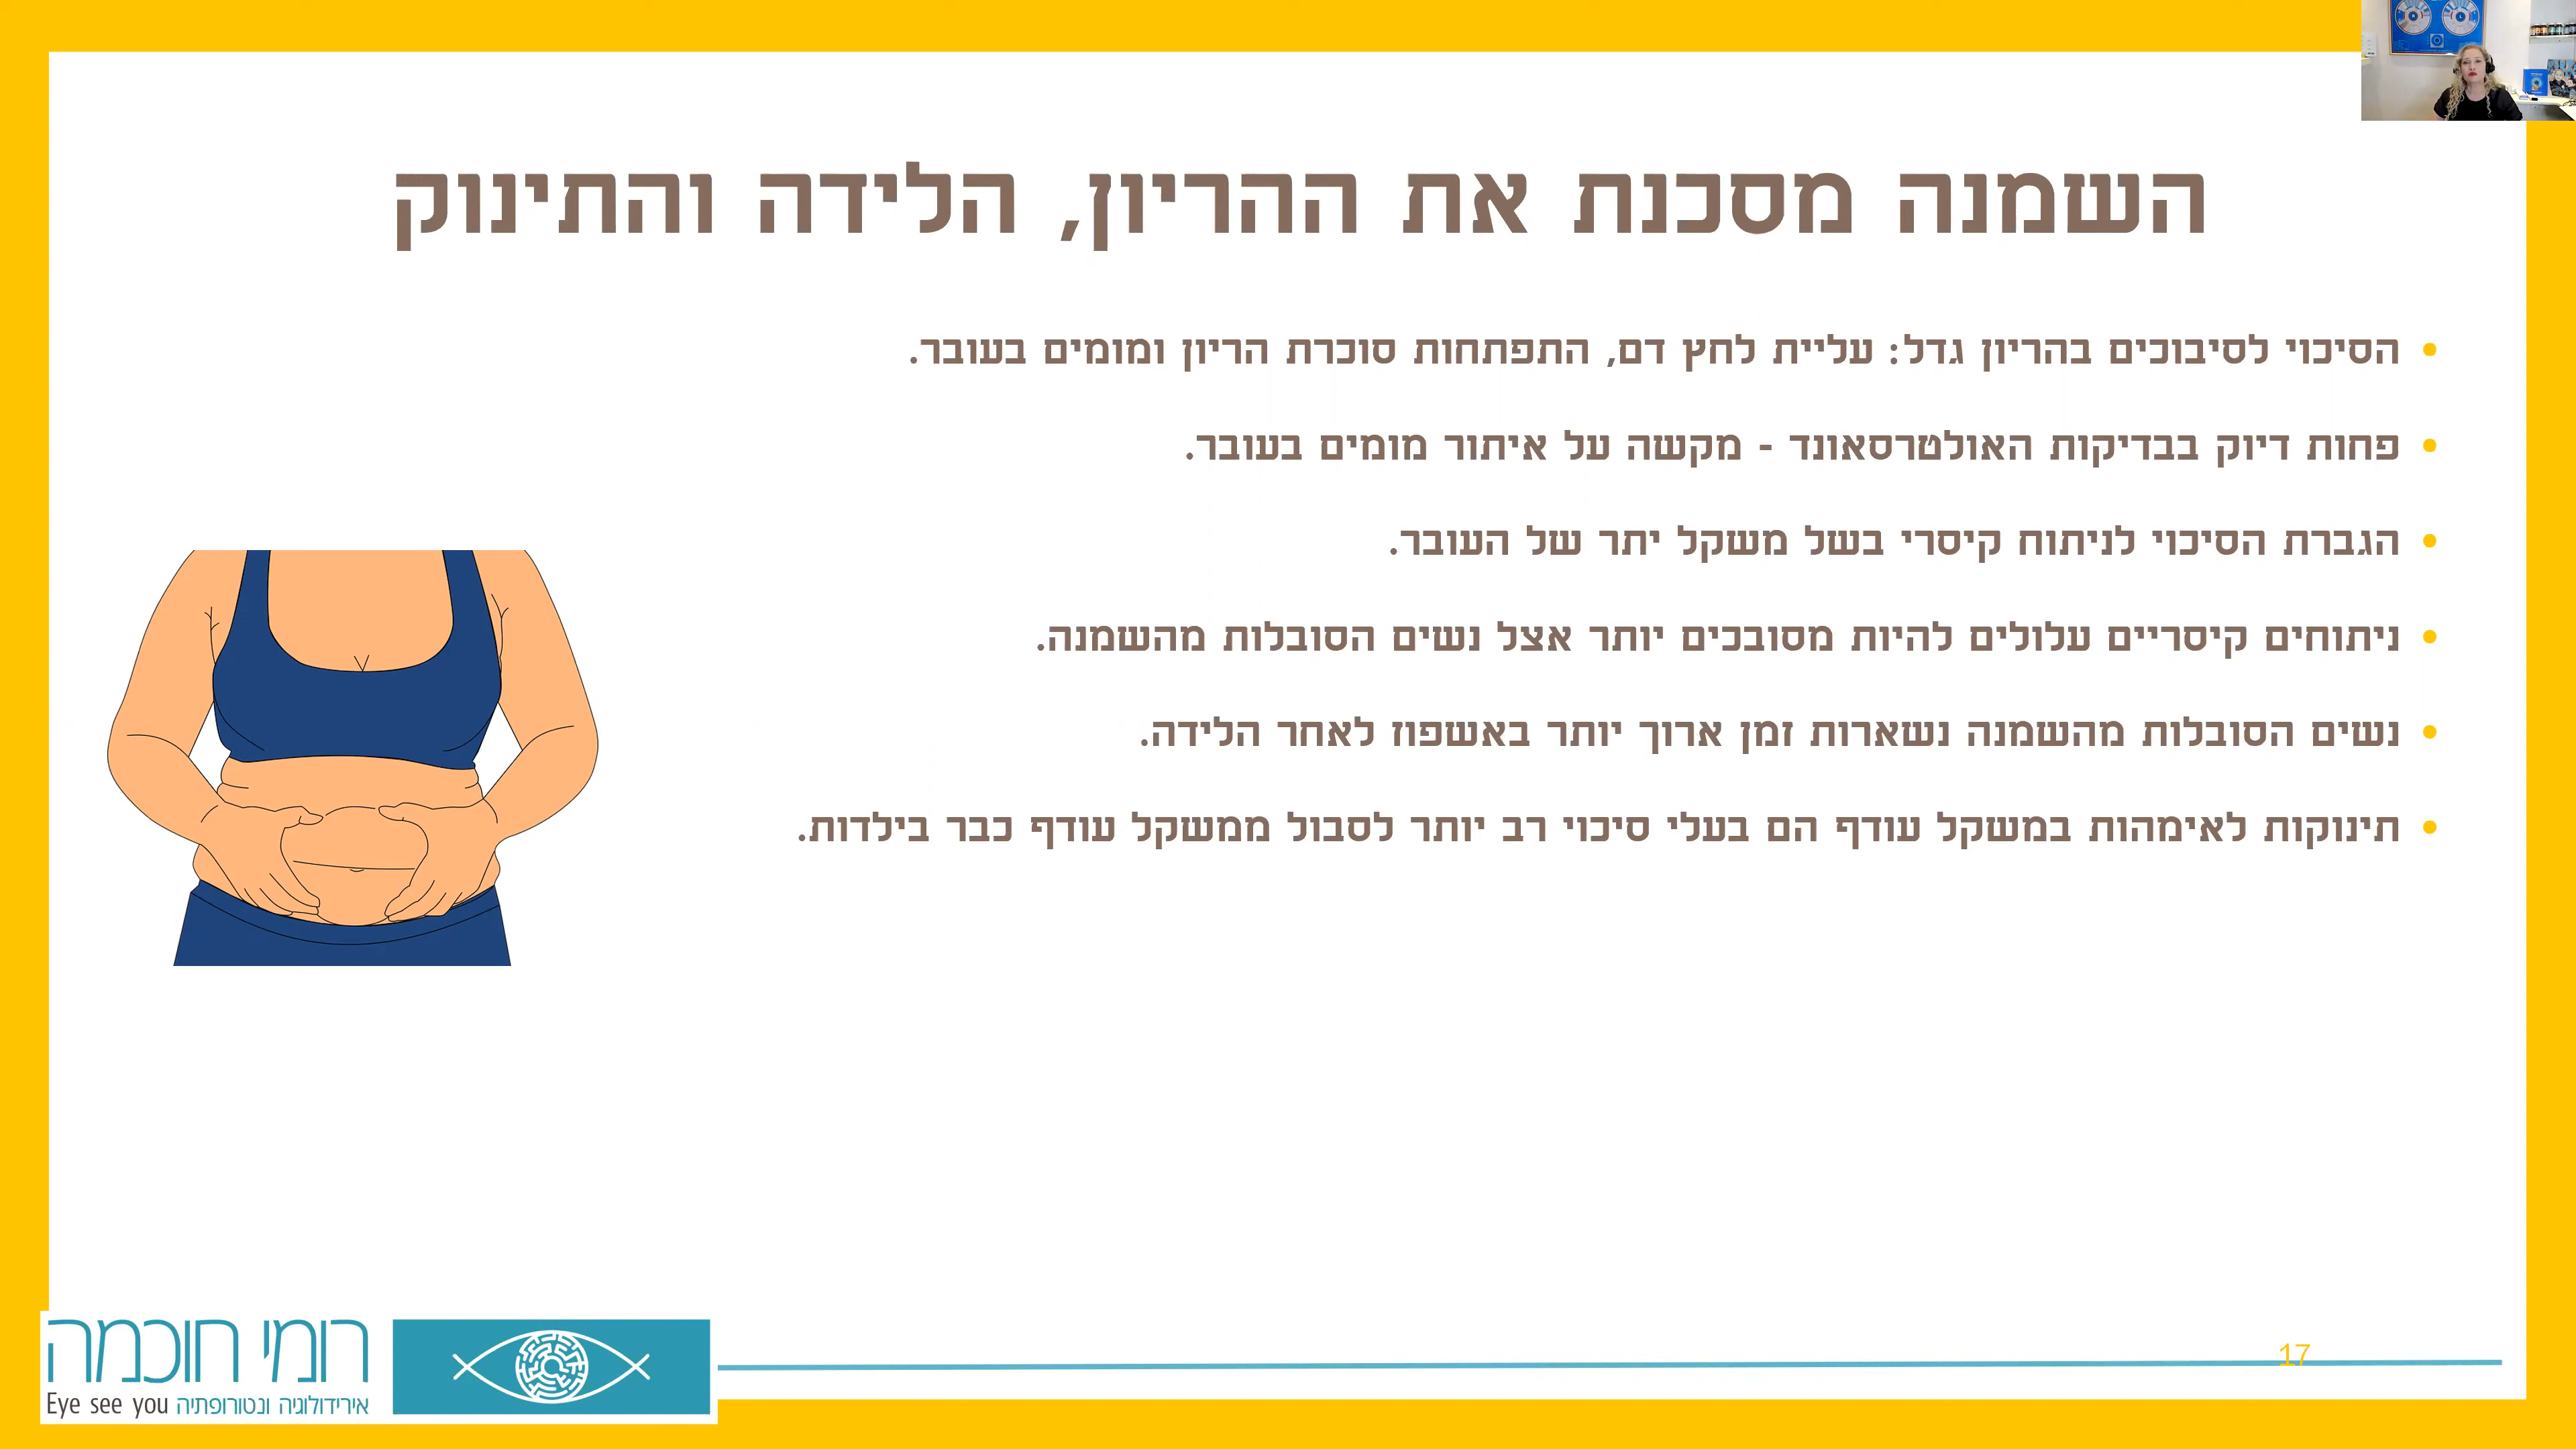 השמנה מסכנת את ההריון, הלידה והתינוק
• הסיכוי לסיבוכים בהריון גדל: עליית לחץ דם, התפתחות סוכרת הריון ומומים בעובר.
• פחות דיוק בבדיקות האולטרסאונד - מקשה על איתור מומים בעובר.
• הגברת הסיכוי לניתוח קיסרי בשל משקל יתר של העובר.
• ניתוחים קיסריים עלולים להיות מסובכים יותר אצל נשים הסובלות מהשמנה.
• נשים הסובלות מהשמנה נשארות זמן ארוך יותר באשפוז לאחר הלידה.
• תינוקות לאימהות במשקל עודף הם בעלי סיכוי רב יותר לסבול ממשקל עודף כבר בילדות.
רומי חוכמה
אירידולוגיה ונטורופתיה Eye see you
17